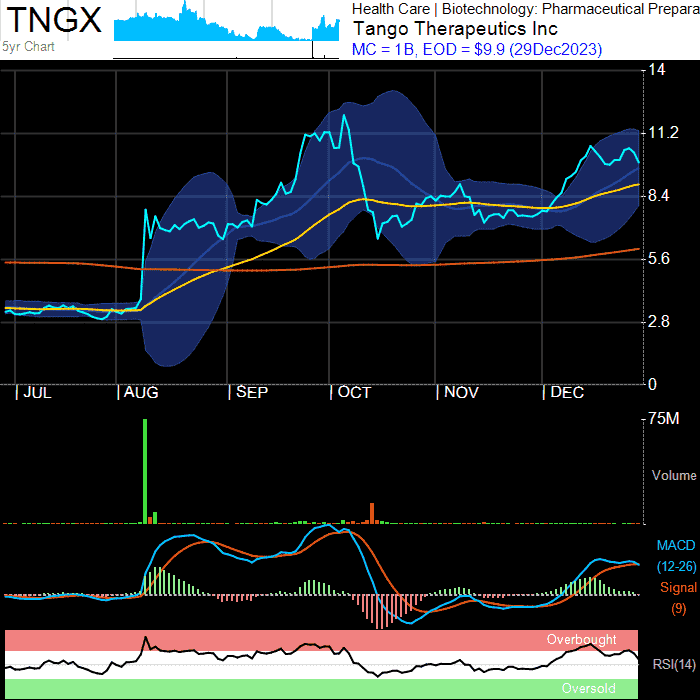 TNGX
5yr Chart
Health Care | Biotechnology: Pharmaceutical Prepara
Tango Therapeutics Inc
MC = 1B, EOD = $9.9 (29Dec2023)
14
11.2
8.4
5.6
2.8
0
JUL AUG SEP OCT NOV DEC
75M
Volume
MACD
(12-26)
Signal
(9)
Overbought
RSI(14)
Oversold